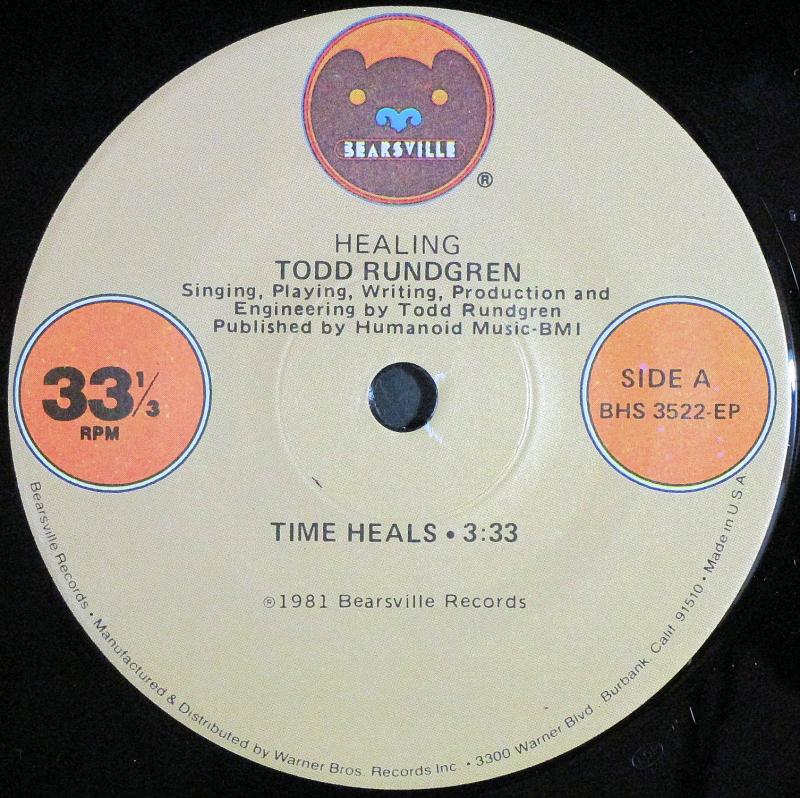 BEARSVILLE
®
HEALING
TODD RUNDGREN
Singing, Playing, Writing, Production and
Engineering by Todd Rundgren
Published by Humanoid Music-BMI
33 1/3
RPM
SIDE A
BHS 3522-EP
TIME HEALS • 3:33
℗1981 Bearsville Records
Bearsville Records • Manufactured & Distributed by Warner Bros. Records Inc. • 3300 Warner Blvd. Burbank, Calif. 91510 • Made in U.S.A.